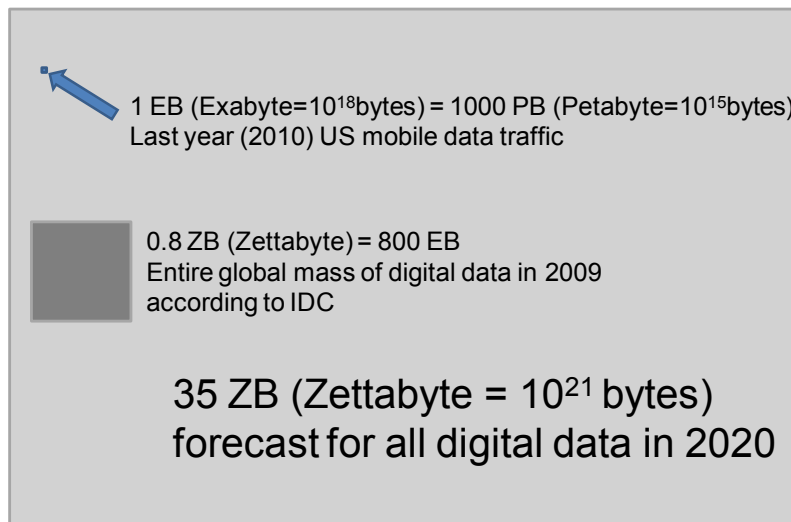 1 EB (Exabyte=10¹⁸bytes) = 1000 PB (Petabyte=10¹⁵bytes)
Last year (2010) US mobile data traffic
0.8 ZB (Zettabyte) = 800 EB
Entire global mass of digital data in 2009
according to IDC
35 ZB (Zettabyte = 10²¹ bytes)
forecast for all digital data in 2020